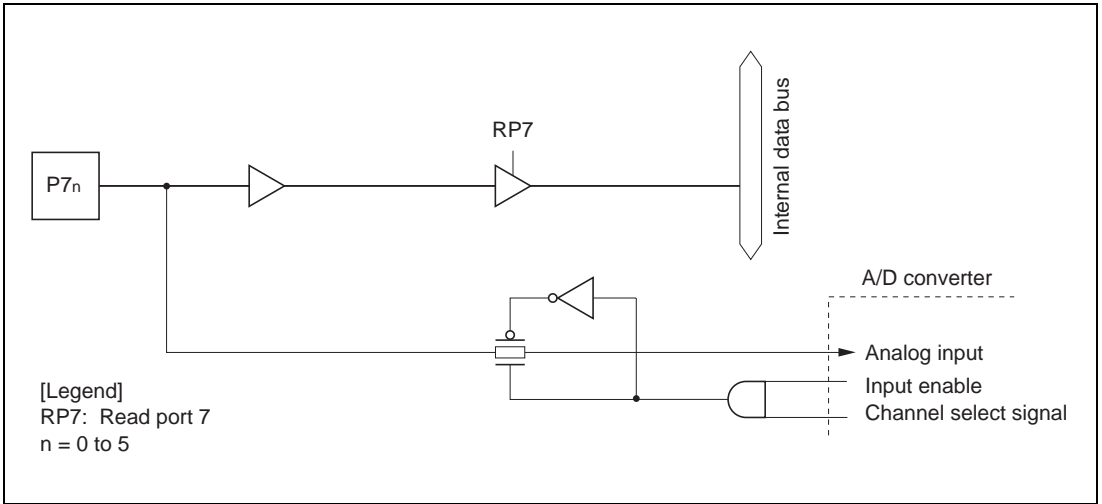 RP7
Internal data bus
P7n
A/D converter
Analog input
Input enable
Channel select signal
[Legend]
RP7: Read port 7
n = 0 to 5